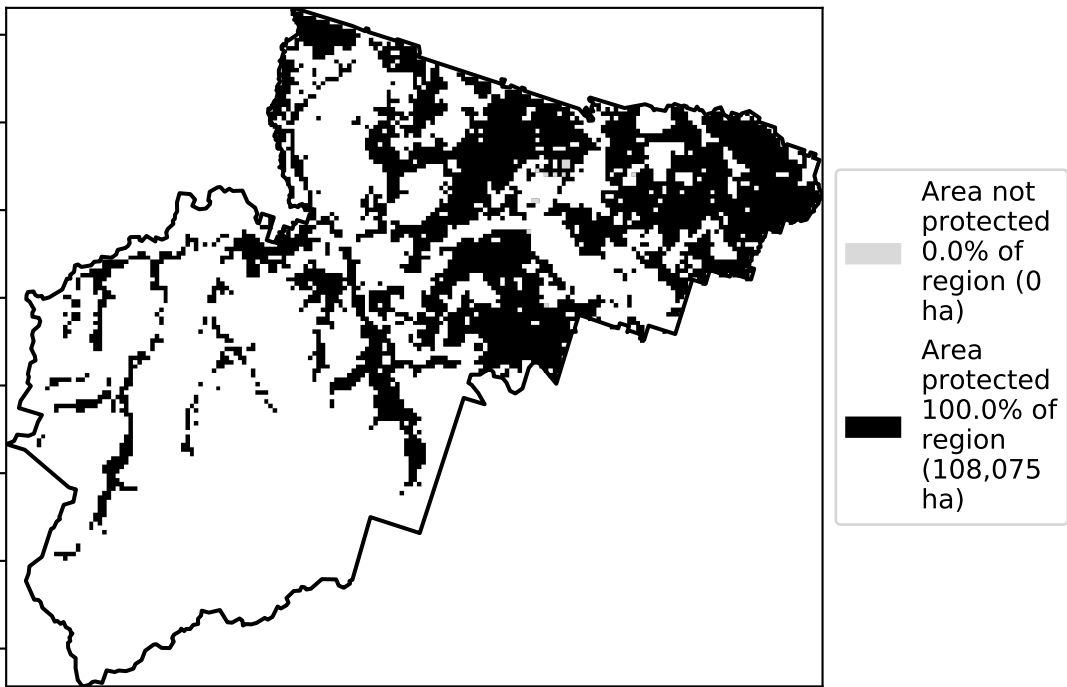 Area not
protected
0.0% of
region (0
ha)
Area
protected
100.0% of
region
(108,075
ha)